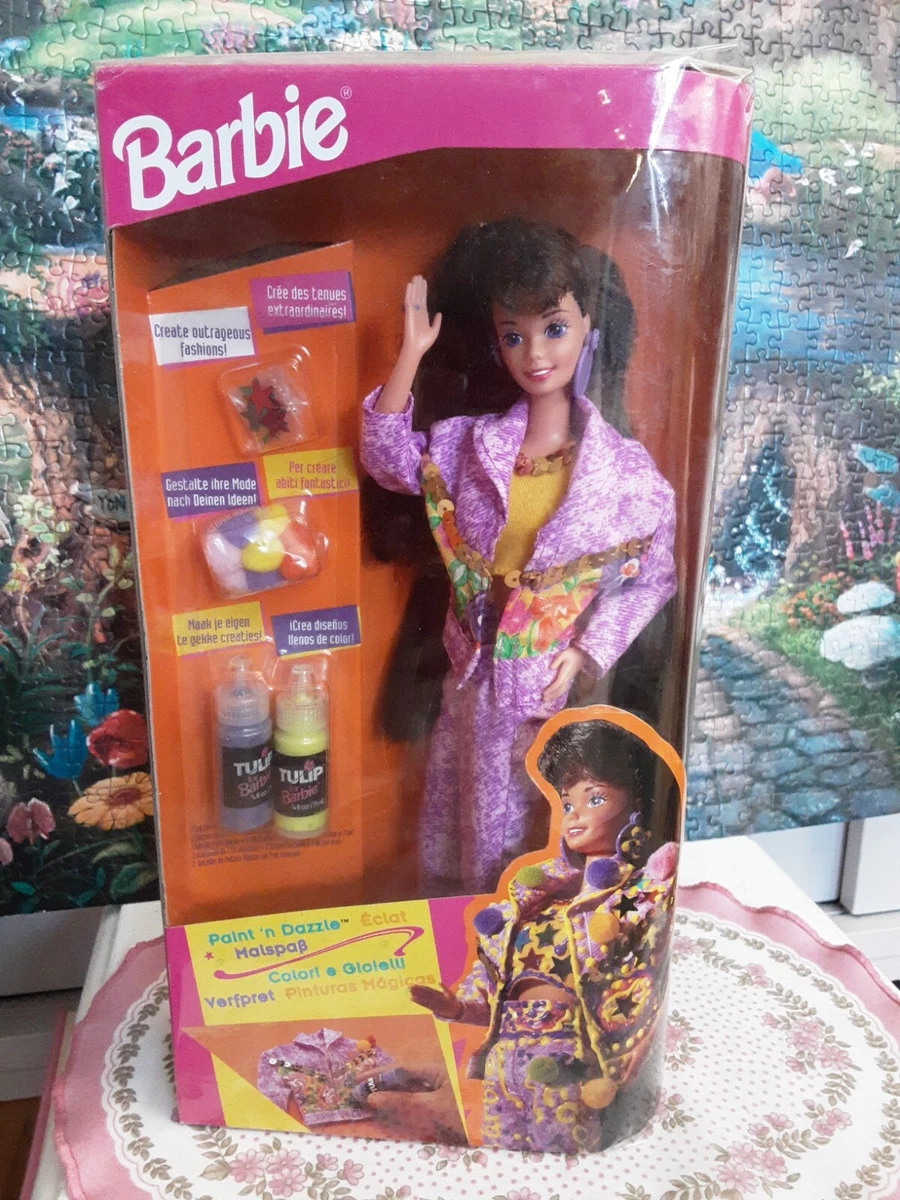 Barbie®
Crée des tenues
extraordinaires!
Create outrageous
fashions!
Per creare
abiti fantastici!
Gestalte ihre Mode
nach Deinen Ideen!
Maak je eigen
te gekke creaties!
¡Crea diseños
llenos de color!
TULIP
Barbie
TULIP
for
Barbie
Paint 'n Dazzle™ Éclat
Malspaß
Colori e Gioielli
Verfpret Pinturas Mágicas